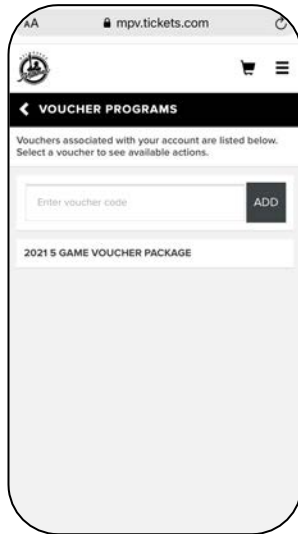 AA
mpv.tickets.com
VOUCHER PROGRAMS
Vouchers associated with your account are listed below.
Select a voucher to see available actions.
Enter voucher code
ADD
2021 5 GAME VOUCHER PACKAGE